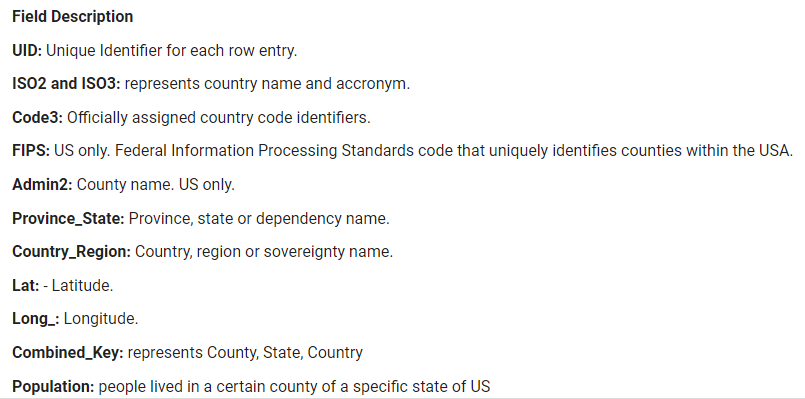 Field Description
UID: Unique Identifier for each row entry.
ISO2 and ISO3: represents country name and accronym.
Code3: Officially assigned country code identifiers.
FIPS: US only. Federal Information Processing Standards code that uniquely identifies counties within the USA.
Admin2: County name. US only.
Province_State: Province, state or dependency name.
Country_Region: Country, region or sovereignty name.
Lat: - Latitude.
Long_: Longitude.
Combined_Key: represents County, State, Country
Population: people lived in a certain county of a specific state of US